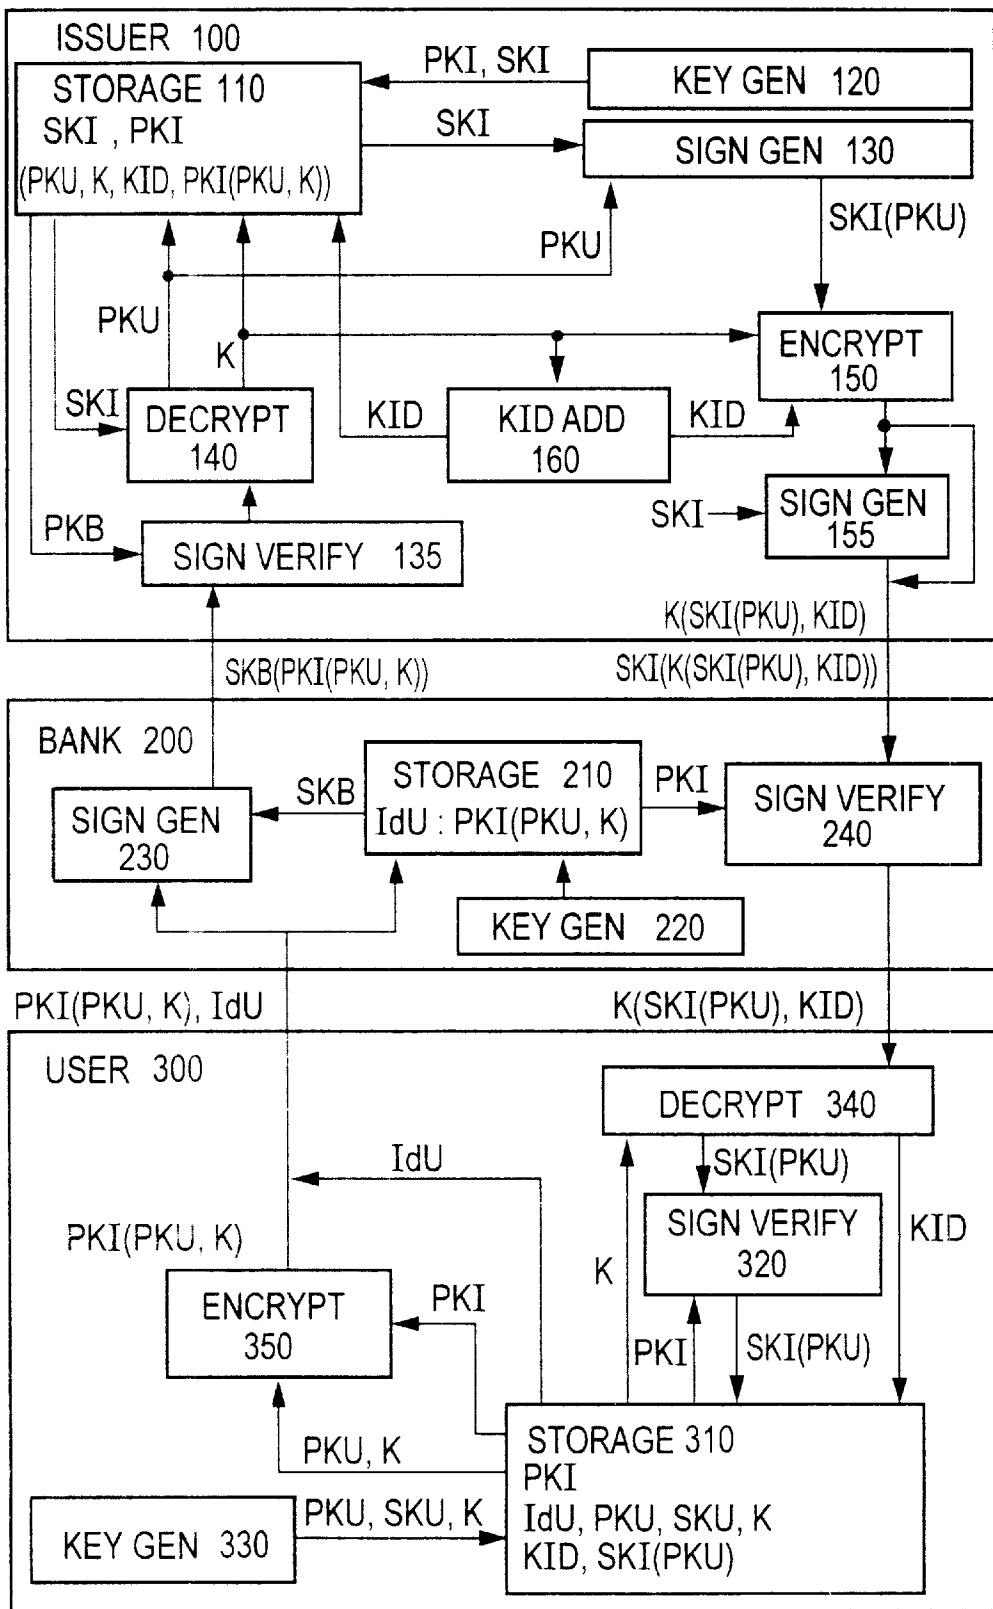 ISSUER 100
STORAGE 110
SKI , PKI
(PKU, K, KID, PKI(PKU, K))
PKI, SKI
KEY GEN 120
SKI
SIGN GEN 130
SKI(PKU)
PKU
PKU
K
ENCRYPT
150
SKI
DECRYPT
140
KID
KID ADD
160
KID
SKI
SIGN GEN
155
PKB
SIGN VERIFY 135
K(SKI(PKU), KID)
SKB(PKI(PKU, K))
SKI(K(SKI(PKU), KID))
BANK 200
SIGN GEN
230
SKB
STORAGE 210
IdU : PKI(PKU, K)
PKI
SIGN VERIFY
240
KEY GEN 220
PKI(PKU, K), IdU
K(SKI(PKU), KID)
USER 300
DECRYPT 340
IdU
SKI(PKU)
SIGN VERIFY
320
KID
K
PKI(PKU, K)
ENCRYPT
350
PKI
PKI
SKI(PKU)
PKU, K
STORAGE 310
PKI
IdU, PKU, SKU, K
KID, SKI(PKU)
KEY GEN 330
PKU, SKU, K